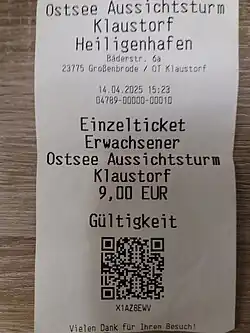 Ostsee Aussichtsturm
Klaustorf
Heiligenhafen
Bäderstr. 6a
23775 Großenbrode / OT Klaustorf
14.04.2025 15:23
04789-00000-00010
Einzelticket
Erwachsener
Ostsee Aussichtsturm
Klaustorf
9,00 EUR
Gültigkeit
X1AZ8EWV
Vielen Dank für Ihren Besuch!